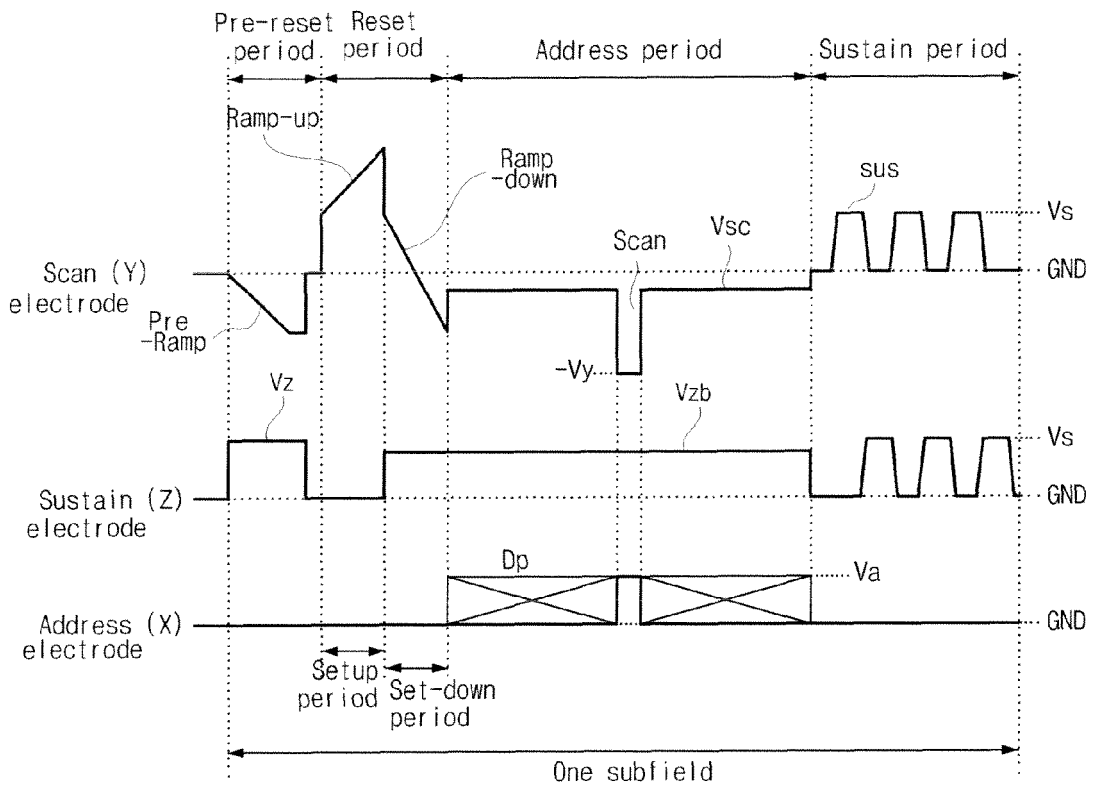 Pre-reset
period
Reset
period
Address period
Sustain period
Ramp-up
Ramp
-down
sus
Vs
Scan
Vsc
Scan (Y)
electrode
GND
Pre
-Ramp
-Vy
Vz
Vzb
Vs
Sustain (Z)
electrode
GND
Dp
Va
Address (X)
electrode
GND
Setup
period
Set-down
period
One subfield